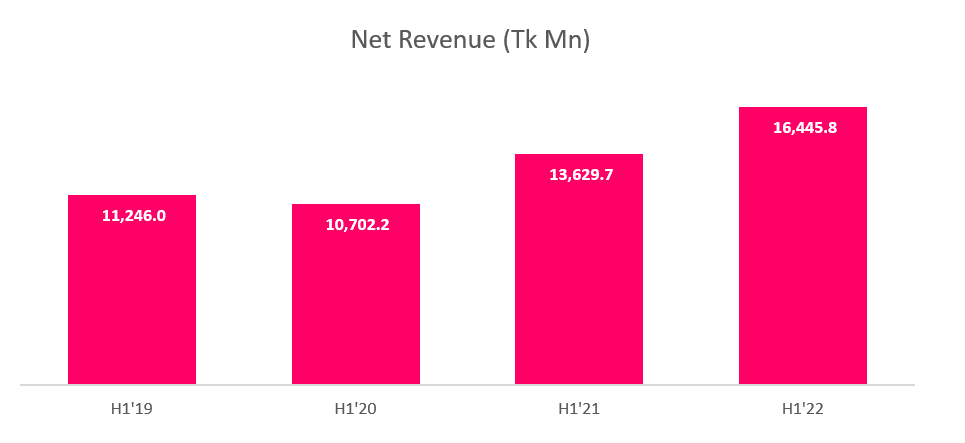 Net Revenue (Tk Mn)
11,246.0
10,702.2
13,629.7
16,445.8
H1'19
H1'20
H1'21
H1'22